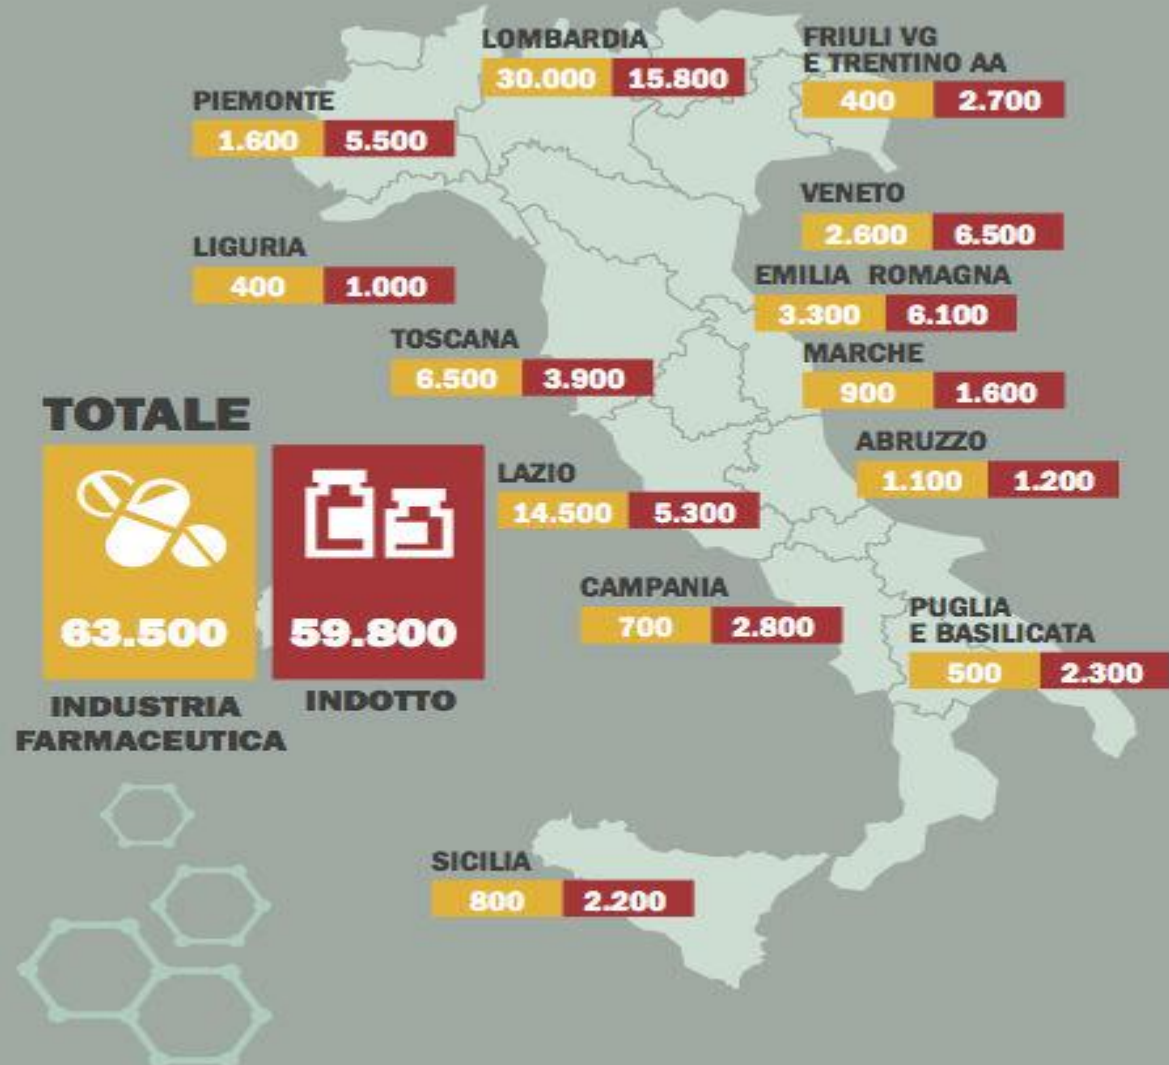 LOMBARDIA
30.000 15.800
FRIULI VG
E TRENTINO AA
400 2.700
PIEMONTE
1.600 5.500
VENETO
2.600 6.500
LIGURIA
400 1.000
EMILIA ROMAGNA
3.300 6.100
TOSCANA
6.500 3.900
MARCHE
900 1.600
TOTALE
63.500 59.800
INDUSTRIA
FARMACEUTICA
INDOTTO
LAZIO
14.500 5.300
ABRUZZO
1.100 1.200
CAMPANIA
700 2.800
PUGLIA
E BASILICATA
500 2.300
SICILIA
800 2.200